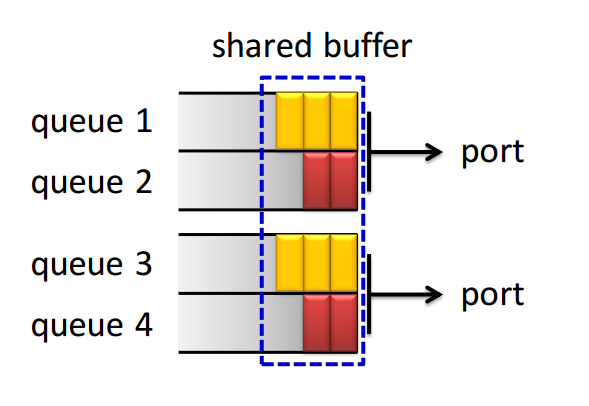 shared buffer
queue 1
queue 2
port
queue 3
queue 4
port